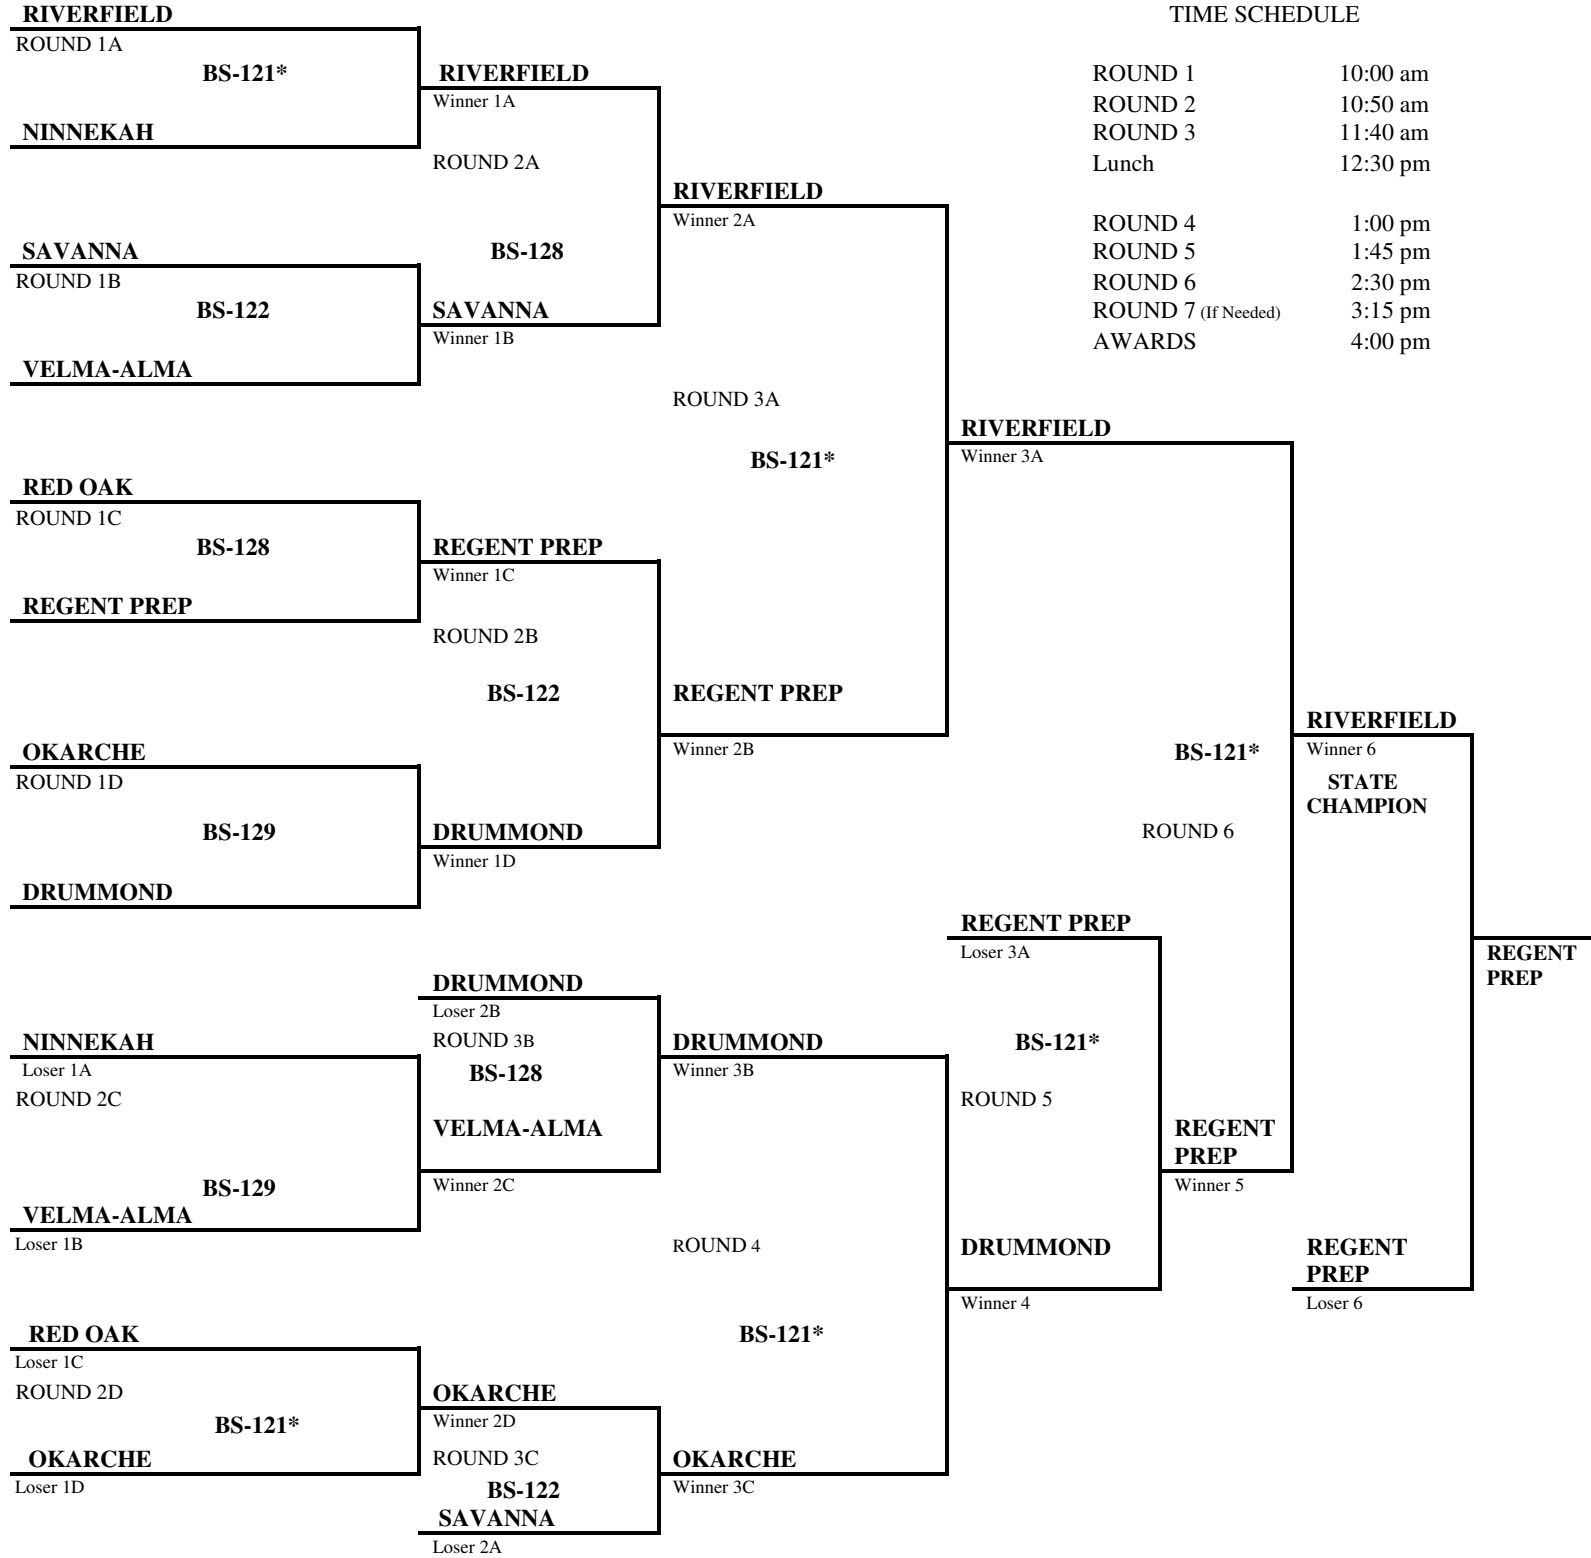 RIVERFIELD
TIME SCHEDULE
ROUND 1A
BS-121*
RIVERFIELD
ROUND 1 10:00 am
Winner 1A
ROUND 2 10:50 am
NINNEKAH
ROUND 3 11:40 am
ROUND 2A
Lunch 12:30 pm
RIVERFIELD
Winner 2A
ROUND 4 1:00 pm
SAVANNA
BS-128
ROUND 5 1:45 pm
ROUND 1B
ROUND 6 2:30 pm
BS-122
SAVANNA
ROUND 7 (If Needed) 3:15 pm
Winner 1B
AWARDS 4:00 pm
VELMA-ALMA
ROUND 3A
RIVERFIELD
BS-121*
Winner 3A
RED OAK
ROUND 1C
BS-128
REGENT PREP
Winner 1C
REGENT PREP
ROUND 2B
BS-122
REGENT PREP
RIVERFIELD
OKARCHE
Winner 2B
BS-121*
Winner 6
ROUND 1D
STATE
CHAMPION
BS-129
DRUMMOND
ROUND 6
Winner 1D
DRUMMOND
REGENT PREP
Loser 3A
REGENT
PREP
DRUMMOND
Loser 2B
NINNEKAH
ROUND 3B
DRUMMOND
BS-121*
Loser 1A
BS-128
Winner 3B
ROUND 2C
ROUND 5
VELMA-ALMA
REGENT
PREP
BS-129
Winner 2C
Winner 5
VELMA-ALMA
Loser 1B
ROUND 4
DRUMMOND
REGENT
PREP
Winner 4
Loser 6
RED OAK
BS-121*
Loser 1C
ROUND 2D
OKARCHE
BS-121*
Winner 2D
OKARCHE
ROUND 3C
OKARCHE
Loser 1D
BS-122
Winner 3C
SAVANNA
Loser 2A